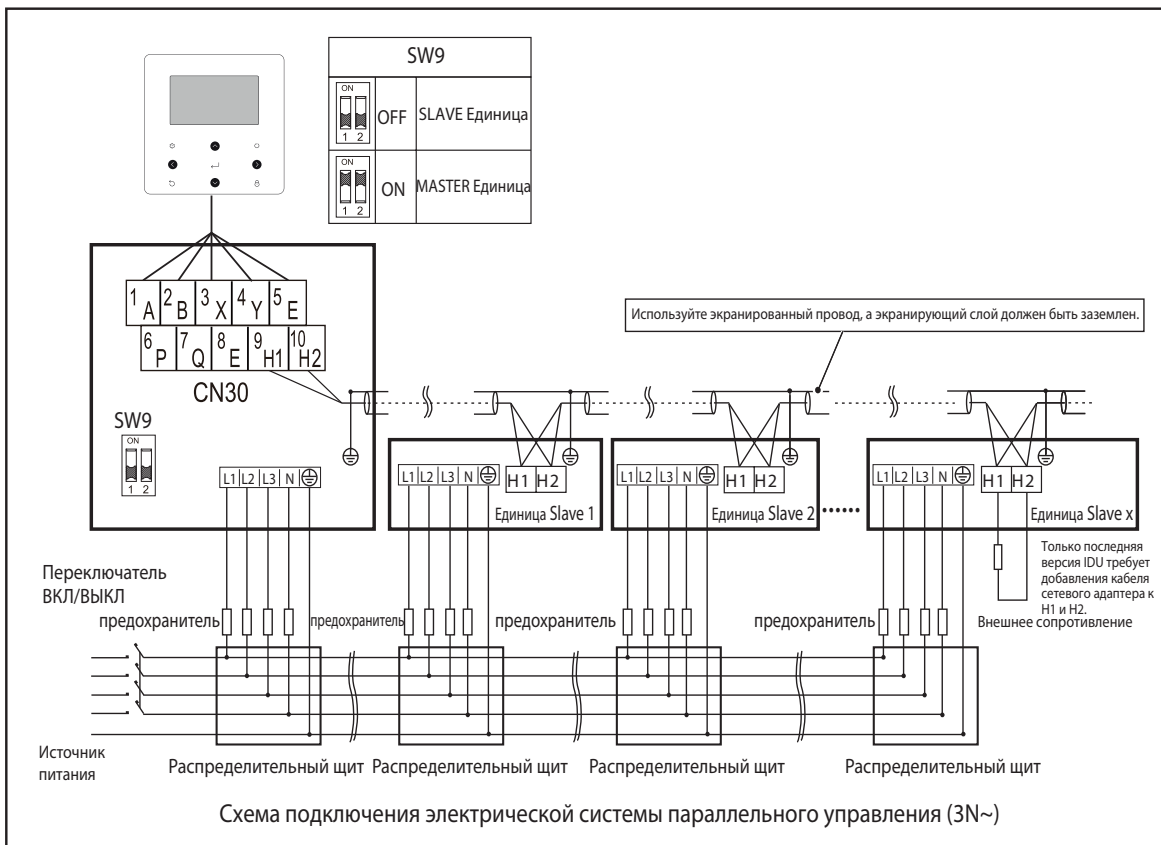 SW9
ON
1 2
OFF
SLAVE Единица
ON
1 2
ON
MASTER Единица
1 A
2 B
3 X
4 Y
5 E
6 P
7 Q
8 E
9 H1
10 H2
CN30
SW9
ON
1 2
Используйте экранированный провод, а экранирующий слой должен быть заземлен.
L1 L2 L3 N
L1 L2 L3 N
H1 H2
Единица Slave 1
L1 L2 L3 N
H1 H2
Единица Slave 2
L1 L2 L3 N
H1 H2
Единица Slave x
Только последняя
версия IDU требует
добавления кабеля
сетевого адаптера к
H1 и H2.
Внешнее сопротивление
Переключатель
ВКЛ/ВЫКЛ
предохранитель
предохранитель
предохранитель
предохранитель
Источник
питания
Распределительный щит
Распределительный щит
Распределительный щит
Распределительный щит
Схема подключения электрической системы параллельного управления (3N~)